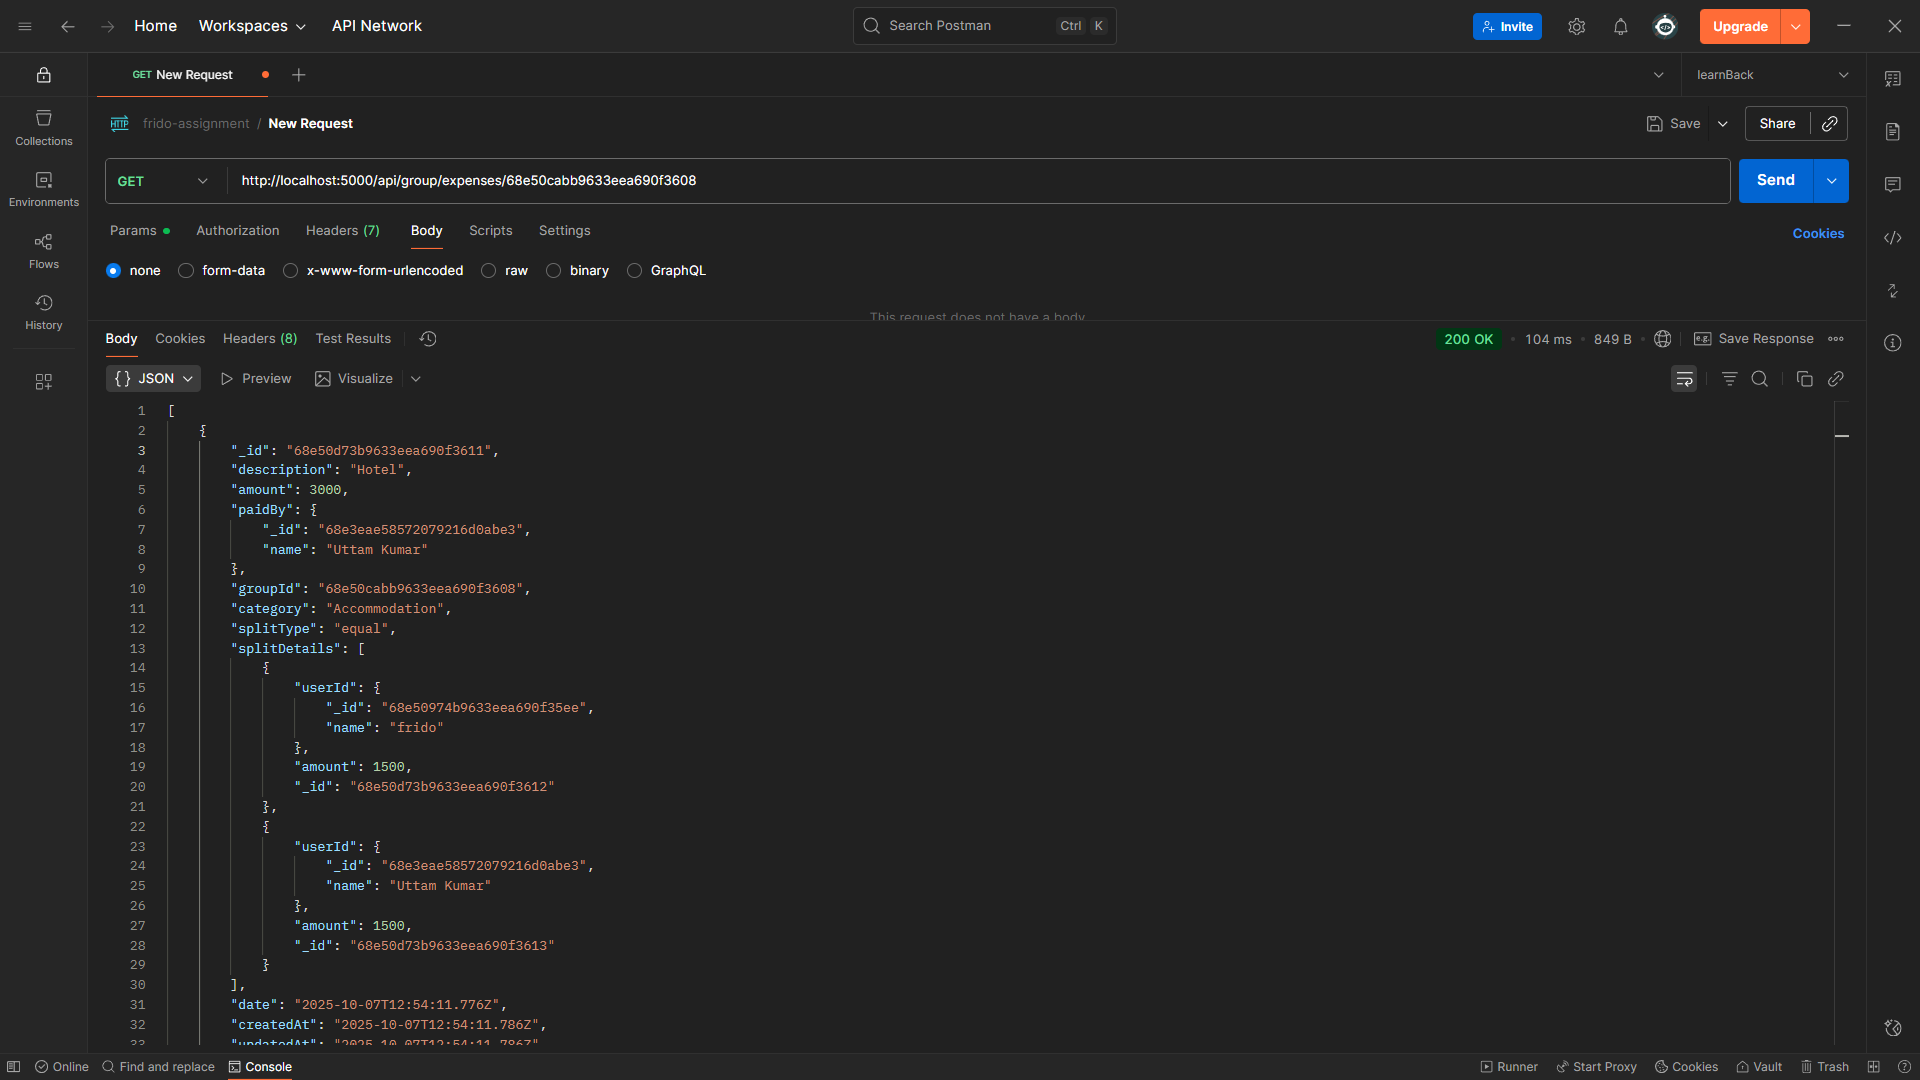 Home Workspaces API Network Search Postman Ctrl K Invite Upgrade
GET New Request learnBack
HTTP frido-assignment / New Request Save Share
GET http://localhost:5000/api/group/expenses/68e50cabb9633eea690f3608 Send
Params Authorization Headers (7) Body Scripts Settings Cookies
none form-data x-www-form-urlencoded raw binary GraphQL
This request does not have a body
Body Cookies Headers (8) Test Results 200 OK 104 ms 849 B e.g. Save Response
{} JSON Preview Visualize
1 [
2 {
3 "_id": "68e50d73b9633eea690f3611",
4 "description": "Hotel",
5 "amount": 3000,
6 "paidBy": {
7 "_id": "68e3eae58572079216d0abe3",
8 "name": "Uttam Kumar"
9 },
10 "groupId": "68e50cabb9633eea690f3608",
11 "category": "Accommodation",
12 "splitType": "equal",
13 "splitDetails": [
14 {
15 "userId": {
16 "_id": "68e50974b9633eea690f35ee",
17 "name": "frido"
18 },
19 "amount": 1500,
20 "_id": "68e50d73b9633eea690f3612"
21 },
22 {
23 "userId": {
24 "_id": "68e3eae58572079216d0abe3",
25 "name": "Uttam Kumar"
26 },
27 "amount": 1500,
28 "_id": "68e50d73b9633eea690f3613"
29 }
30 ],
31 "date": "2025-10-07T12:54:11.776Z",
32 "createdAt": "2025-10-07T12:54:11.786Z",
33 "updatedAt": "2025-10-07T12:54:11.786Z"
Collections
Environments
Flows
History
Online Find and replace Console Runner Start Proxy Cookies Vault Trash